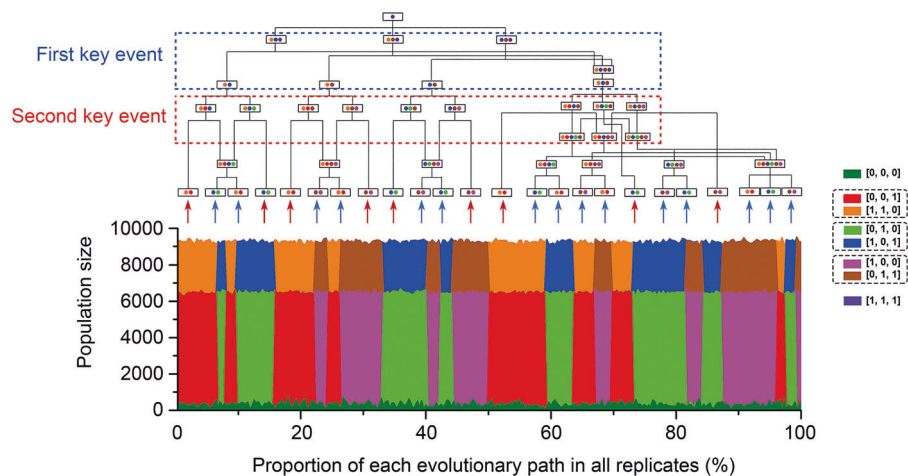 First key event
Second key event
[0, 0, 0]
[0, 0, 1]
[1, 1, 0]
[0, 1, 0]
[1, 0, 1]
[1, 0, 0]
[0, 1, 1]
[1, 1, 1]
Population size
10000
8000
6000
4000
2000
0
0 20 40 60 80 100
Proportion of each evolutionary path in all replicates (%)